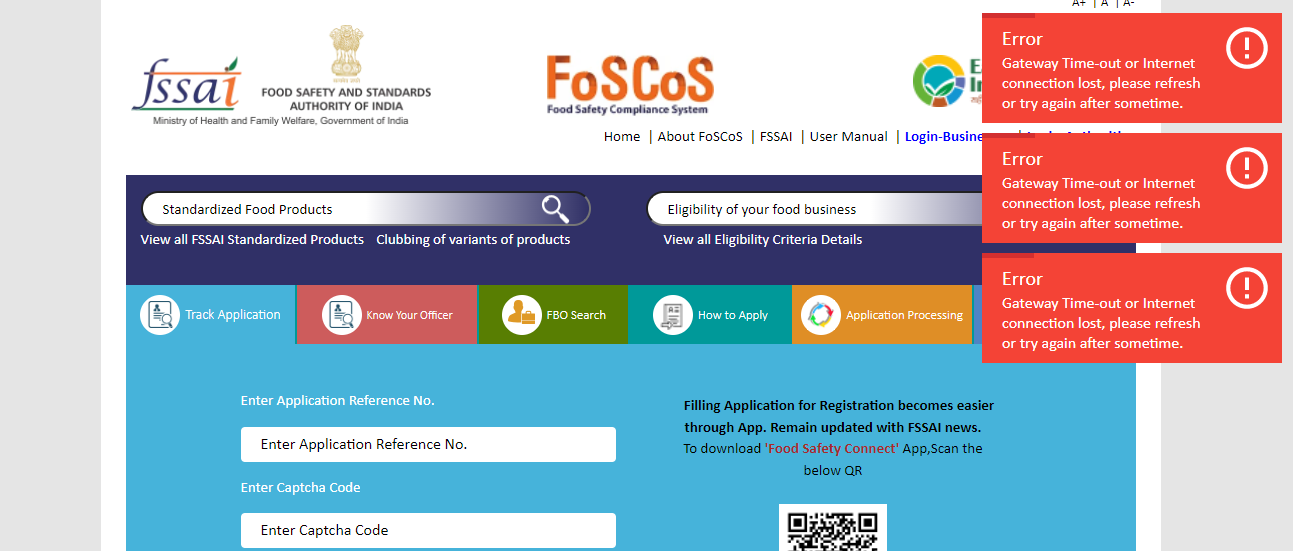 A+ | A | A-
fssai
सत्यमेव जयते
FOOD SAFETY AND STANDARDS
AUTHORITY OF INDIA
Ministry of Health and Family Welfare, Government of India
FoSCoS
Food Safety Compliance System
Home | About FoSCoS | FSSAI | User Manual | Login-Busine
Error
Gateway Time-out or Internet
connection lost, please refresh
or try again after sometime.
Error
Gateway Time-out or Internet
connection lost, please refresh
or try again after sometime.
Error
Gateway Time-out or Internet
connection lost, please refresh
or try again after sometime.
Standardized Food Products
Eligibility of your food business
View all FSSAI Standardized Products Clubbing of variants of products
View all Eligibility Criteria Details
Track Application
Know Your Officer
FBO Search
How to Apply
Application Processing
Enter Application Reference No.
Enter Application Reference No.
Enter Captcha Code
Enter Captcha Code
Filling Application for Registration becomes easier
through App. Remain updated with FSSAI news.
To download 'Food Safety Connect' App,Scan the
below QR